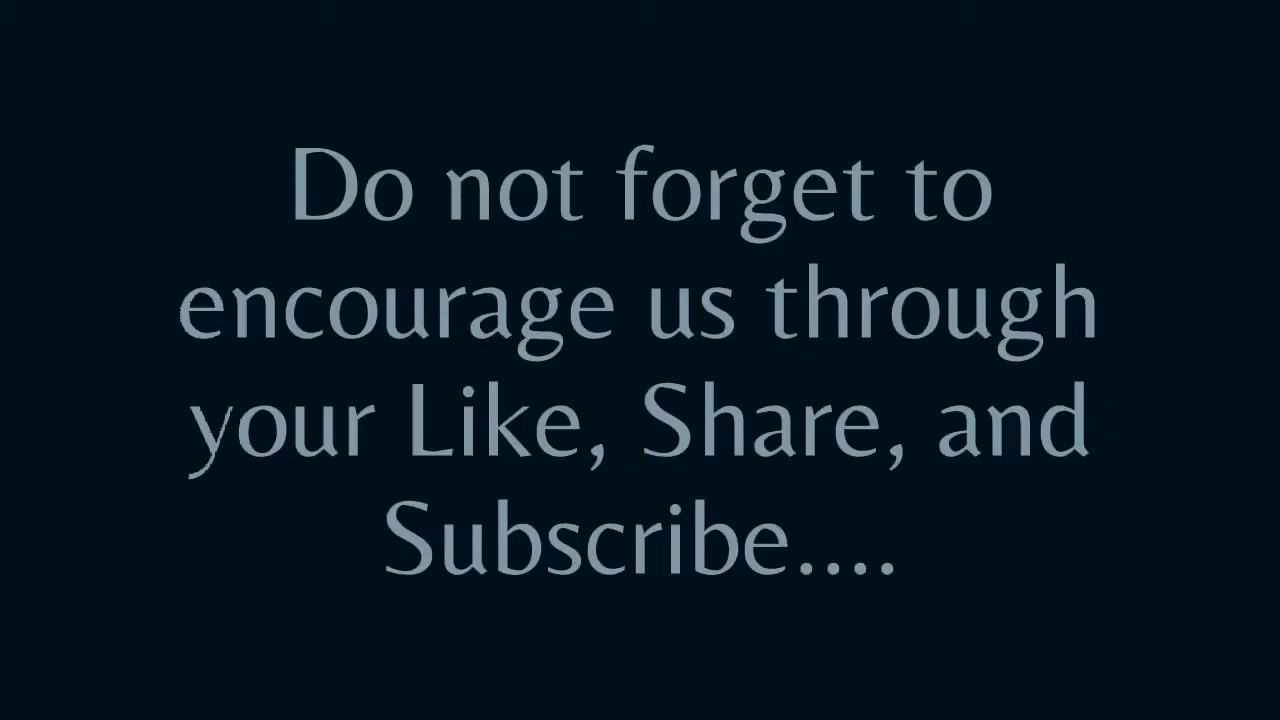 Do not forget to
encourage us through
your Like, Share, and
Subscribe....